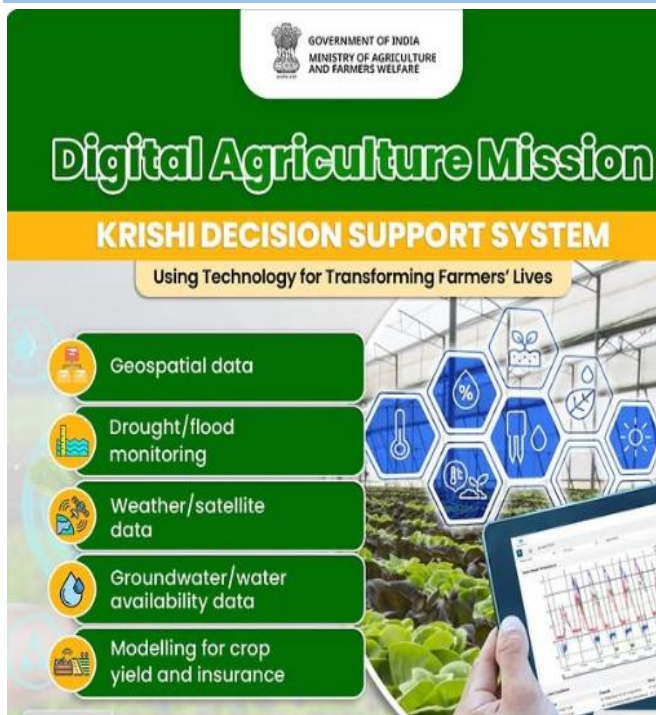 GOVERNMENT OF INDIA
MINISTRY OF AGRICULTURE
AND FARMERS WELFARE
Digital Agriculture Mission
KRISHI DECISION SUPPORT SYSTEM
Using Technology for Transforming Farmers' Lives
Geospatial data
Drought/flood
monitoring
Weather/satellite
data
Groundwater/water
availability data
Modelling for crop
yield and insurance
%